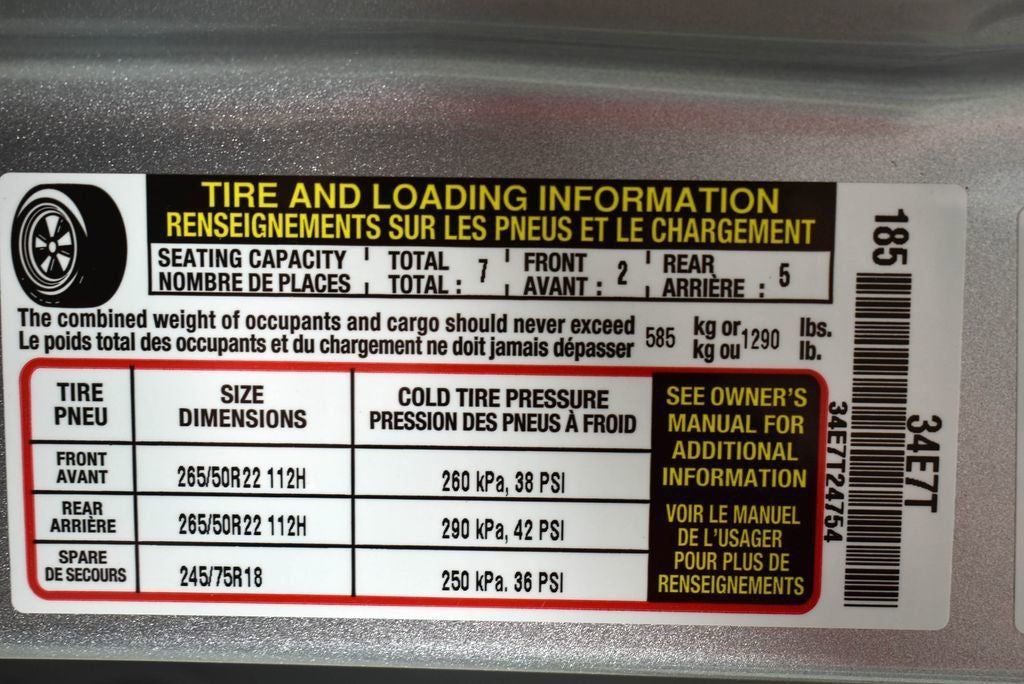 TIRE AND LOADING INFORMATION
RENSEIGNEMENTS SUR LES PNEUS ET LE CHARGEMENT
SEATING CAPACITY TOTAL 7 FRONT 2 REAR 5
NOMBRE DE PLACES TOTAL : AVANT : ARRIÈRE :
The combined weight of occupants and cargo should never exceed 585 kg or 1290 lbs.
Le poids total des occupants et du chargement ne doit jamais dépasser kg ou lb.
TIRE
PNEU
SIZE
DIMENSIONS
COLD TIRE PRESSURE
PRESSION DES PNEUS À FROID
FRONT
AVANT
265/50R22 112H
260 kPa, 38 PSI
REAR
ARRIÈRE
265/50R22 112H
290 kPa, 42 PSI
SPARE
DE SECOURS
245/75R18
250 kPa. 36 PSI
SEE OWNER'S
MANUAL FOR
ADDITIONAL
INFORMATION
VOIR LE MANUEL
DE L'USAGER
POUR PLUS DE
RENSEIGNEMENTS
185
34E7T
34E7T24754